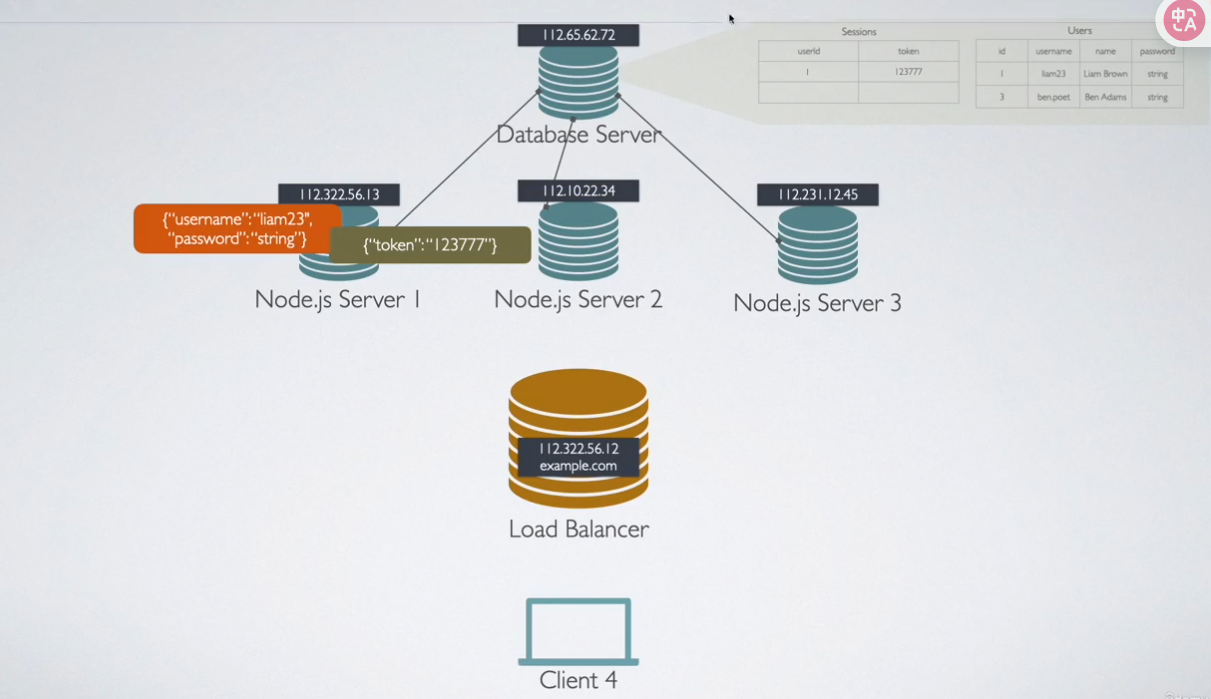 112.65.62.72
Database Server
Sessions
userId token
1 123777
Users
id username name password
1 liam23 Liam Brown string
3 ben.poet Ben Adams string
112.322.56.13
{"username":"liam23",
"password":"string"}
{"token":"123777"}
Node.js Server 1
112.10.22.34
Node.js Server 2
112.231.12.45
Node.js Server 3
112.322.56.12
example.com
Load Balancer
Client 4
中
A